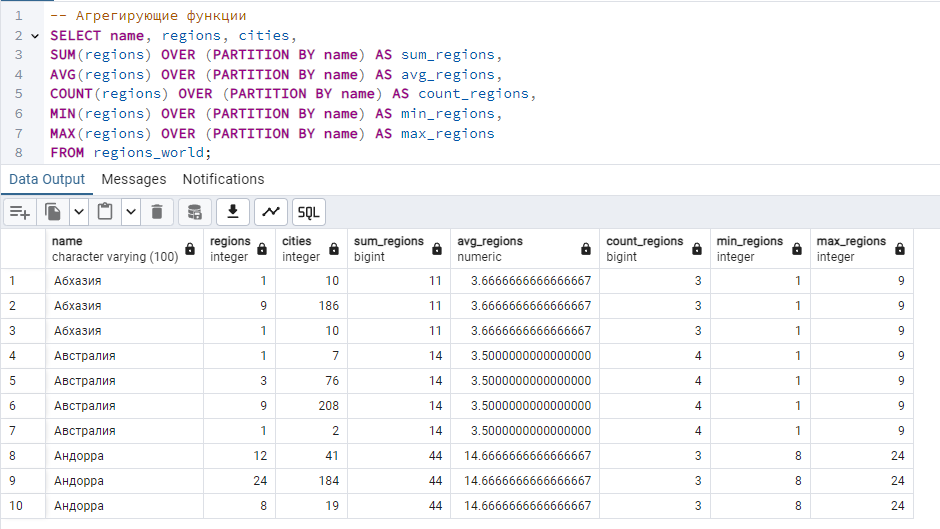 1 -- Агрегирующие функции
2 SELECT name, regions, cities,
3 SUM(regions) OVER (PARTITION BY name) AS sum_regions,
4 AVG(regions) OVER (PARTITION BY name) AS avg_regions,
5 COUNT(regions) OVER (PARTITION BY name) AS count_regions,
6 MIN(regions) OVER (PARTITION BY name) AS min_regions,
7 MAX(regions) OVER (PARTITION BY name) AS max_regions
8 FROM regions_world;
Data Output Messages Notifications
SQL
name regions cities sum_regions avg_regions count_regions min_regions max_regions
character varying (100) integer integer bigint numeric bigint integer integer
1 Абхазия 1 10 11 3.6666666666666667 3 1 9
2 Абхазия 9 186 11 3.6666666666666667 3 1 9
3 Абхазия 1 10 11 3.6666666666666667 3 1 9
4 Австралия 1 7 14 3.5000000000000000 4 1 9
5 Австралия 3 76 14 3.5000000000000000 4 1 9
6 Австралия 9 208 14 3.5000000000000000 4 1 9
7 Австралия 1 2 14 3.5000000000000000 4 1 9
8 Андорра 12 41 44 14.6666666666666667 3 8 24
9 Андорра 24 184 44 14.6666666666666667 3 8 24
10 Андорра 8 19 44 14.6666666666666667 3 8 24